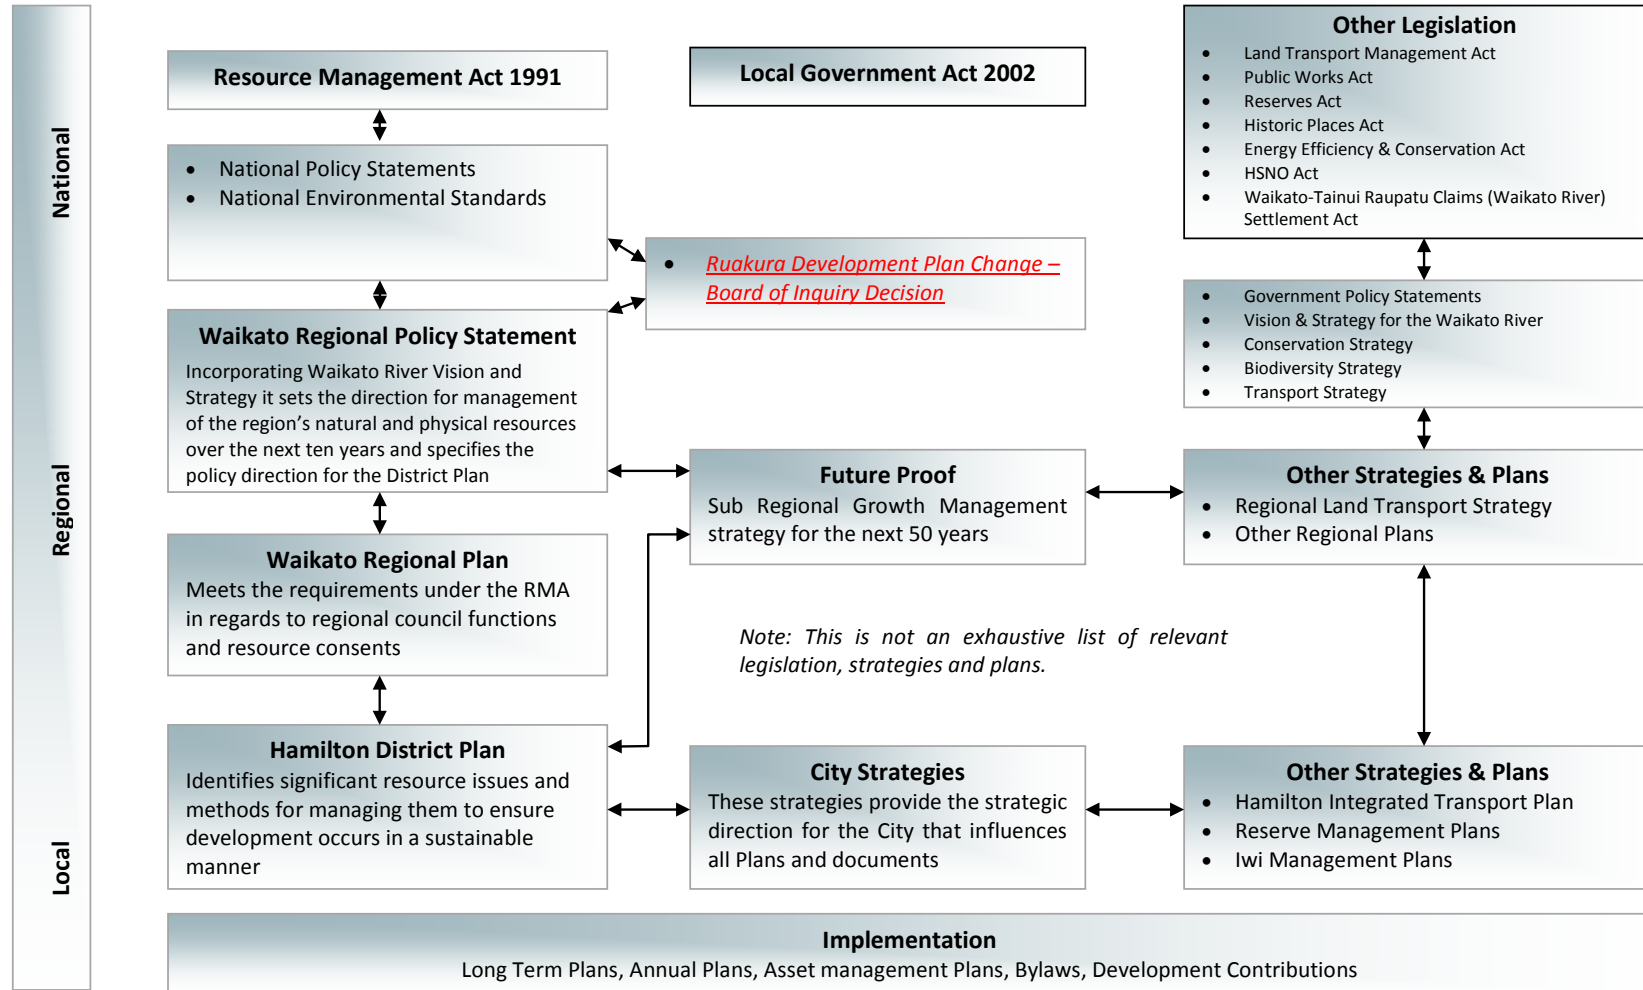 National
Regional
Local
Resource Management Act 1991
Local Government Act 2002
Other Legislation
• Land Transport Management Act
• Public Works Act
• Reserves Act
• Historic Places Act
• Energy Efficiency & Conservation Act
• HSNO Act
• Waikato-Tainui Raupatu Claims (Waikato River)
Settlement Act
• National Policy Statements
• National Environmental Standards
• Ruakura Development Plan Change –
Board of Inquiry Decision
• Government Policy Statements
• Vision & Strategy for the Waikato River
• Conservation Strategy
• Biodiversity Strategy
• Transport Strategy
Waikato Regional Policy Statement
Incorporating Waikato River Vision and
Strategy it sets the direction for management
of the region’s natural and physical resources
over the next ten years and specifies the
policy direction for the District Plan
Future Proof
Sub Regional Growth Management
strategy for the next 50 years
Other Strategies & Plans
• Regional Land Transport Strategy
• Other Regional Plans
Waikato Regional Plan
Meets the requirements under the RMA
in regards to regional council functions
and resource consents
Note: This is not an exhaustive list of relevant
legislation, strategies and plans.
Hamilton District Plan
Identifies significant resource issues and
methods for managing them to ensure
development occurs in a sustainable
manner
City Strategies
These strategies provide the strategic
direction for the City that influences
all Plans and documents
Other Strategies & Plans
• Hamilton Integrated Transport Plan
• Reserve Management Plans
• Iwi Management Plans
Implementation
Long Term Plans, Annual Plans, Asset management Plans, Bylaws, Development Contributions